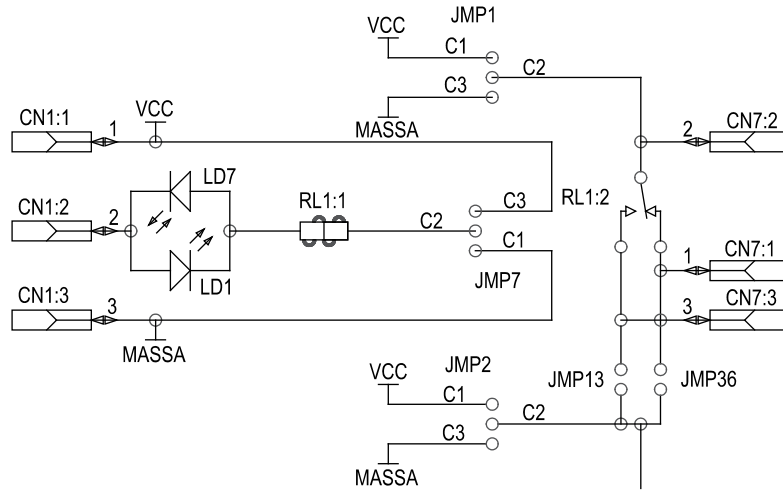 JMP1
VCC
C1
C2
C3
MASSA
CN1:1
1
VCC
2
CN7:2
LD7
RL1:1
RL1:2
CN1:2
2
C2
C3
C1
JMP7
CN7:1
1
LD1
CN1:3
3
CN7:3
3
MASSA
VCC
JMP2
C1
C2
C3
MASSA
JMP13
JMP36